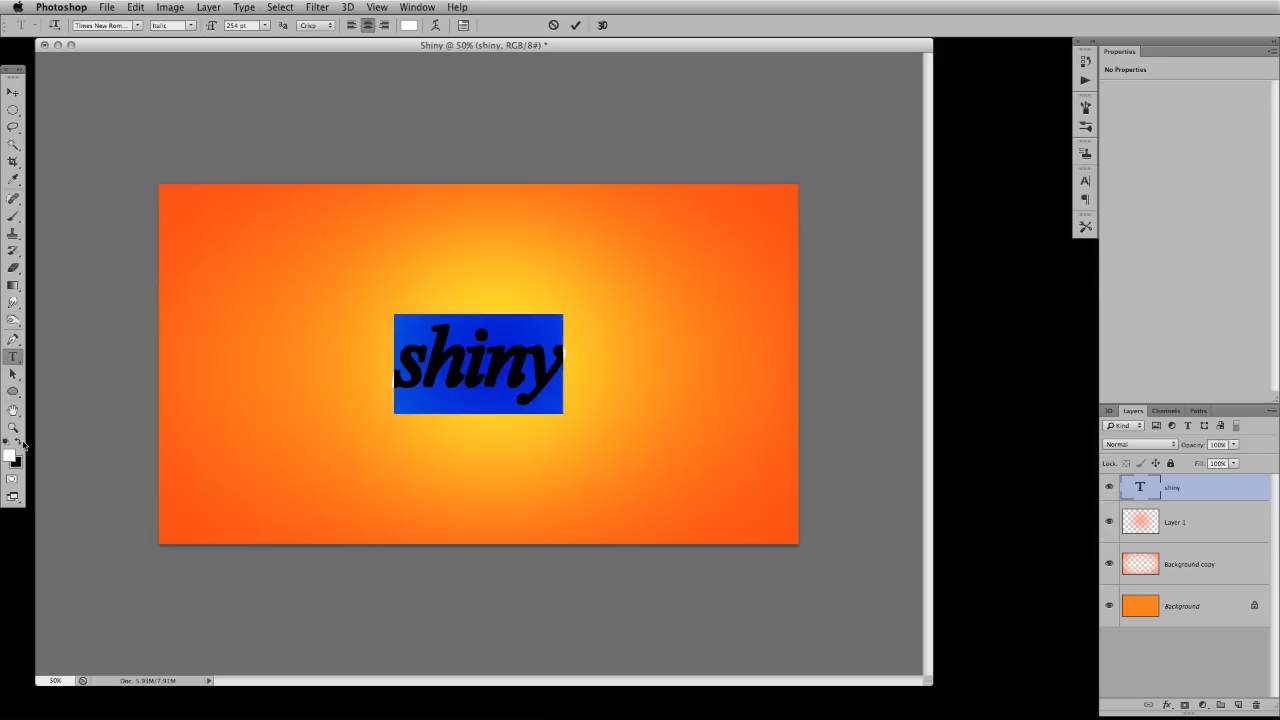 Photoshop File Edit Image Layer Type Select Filter 3D View Window Help
Times New Rom... Italic 254 pt Crisp 3D
Shiny @ 50% (shiny, RGB/8#) *
Properties
No Properties
shiny
3D Layers Channels Paths
Kind
Normal Opacity: 100%
Lock: Fill: 100%
shiny
Layer 1
Background copy
Background
50% Doc: 5.93M/7.91M